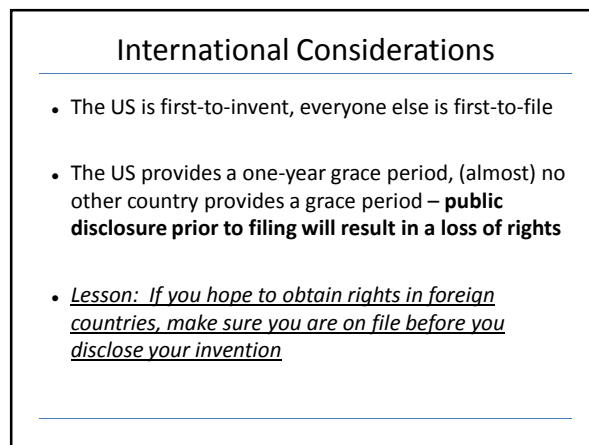 International Considerations
• The US is first-to-invent, everyone else is first-to-file
• The US provides a one-year grace period, (almost) no
other country provides a grace period – public
disclosure prior to filing will result in a loss of rights
• Lesson:  If you hope to obtain rights in foreign
countries, make sure you are on file before you
disclose your invention